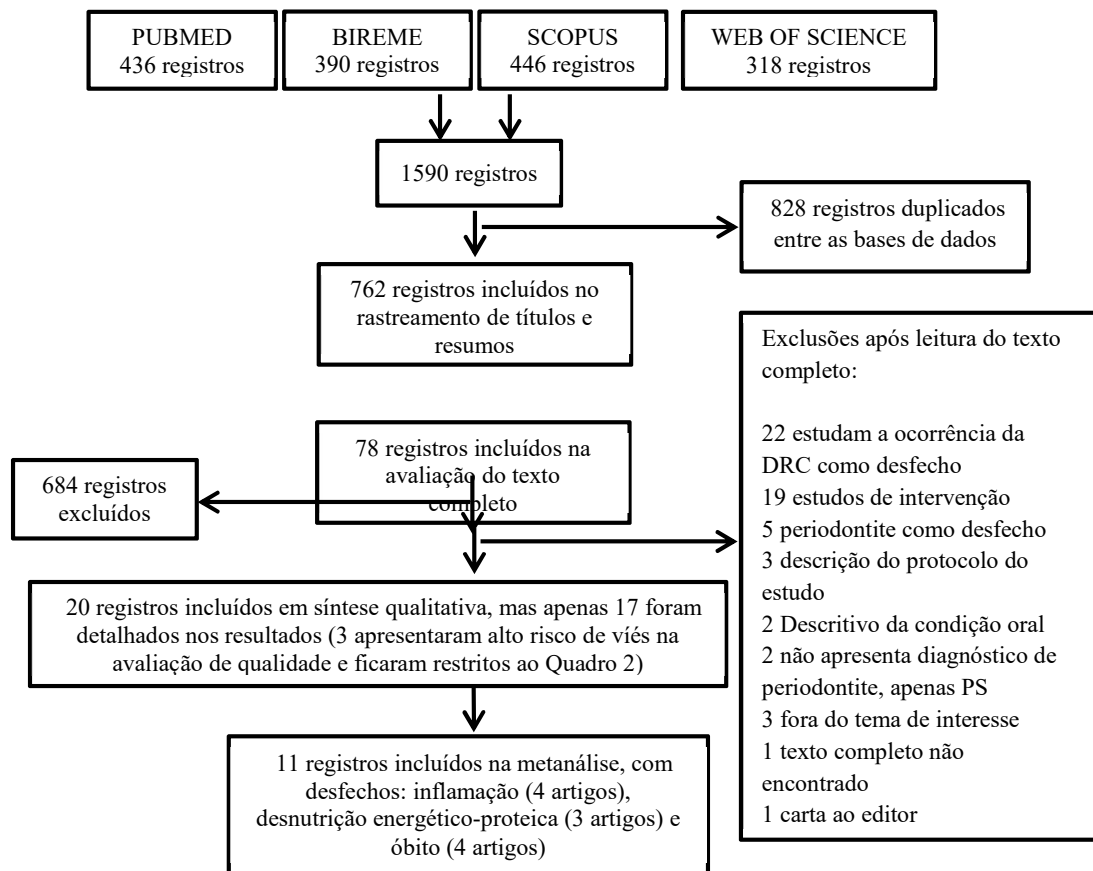 PUBMED
436 registros
BIREME
390 registros
SCOPUS
446 registros
WEB OF SCIENCE
318 registros
1590 registros
828 registros duplicados
entre as bases de dados
762 registros incluídos no
rastreamento de títulos e
resumos
78 registros incluídos na
avaliação do texto
completo
684 registros
excluídos
Exclusões após leitura do texto
completo:
22 estudam a ocorrência da
DRC como desfecho
19 estudos de intervenção
5 periodontite como desfecho
3 descrição do protocolo do
estudo
2 Descritivo da condição oral
2 não apresenta diagnóstico de
periodontite, apenas PS
3 fora do tema de interesse
1 texto completo não
encontrado
1 carta ao editor
20 registros incluídos em síntese qualitativa, mas apenas 17 foram
detalhados nos resultados (3 apresentaram alto risco de víés na
avaliação de qualidade e ficaram restritos ao Quadro 2)
11 registros incluídos na metanálise, com
desfechos: inflamação (4 artigos),
desnutrição energético-proteica (3 artigos) e
óbito (4 artigos)